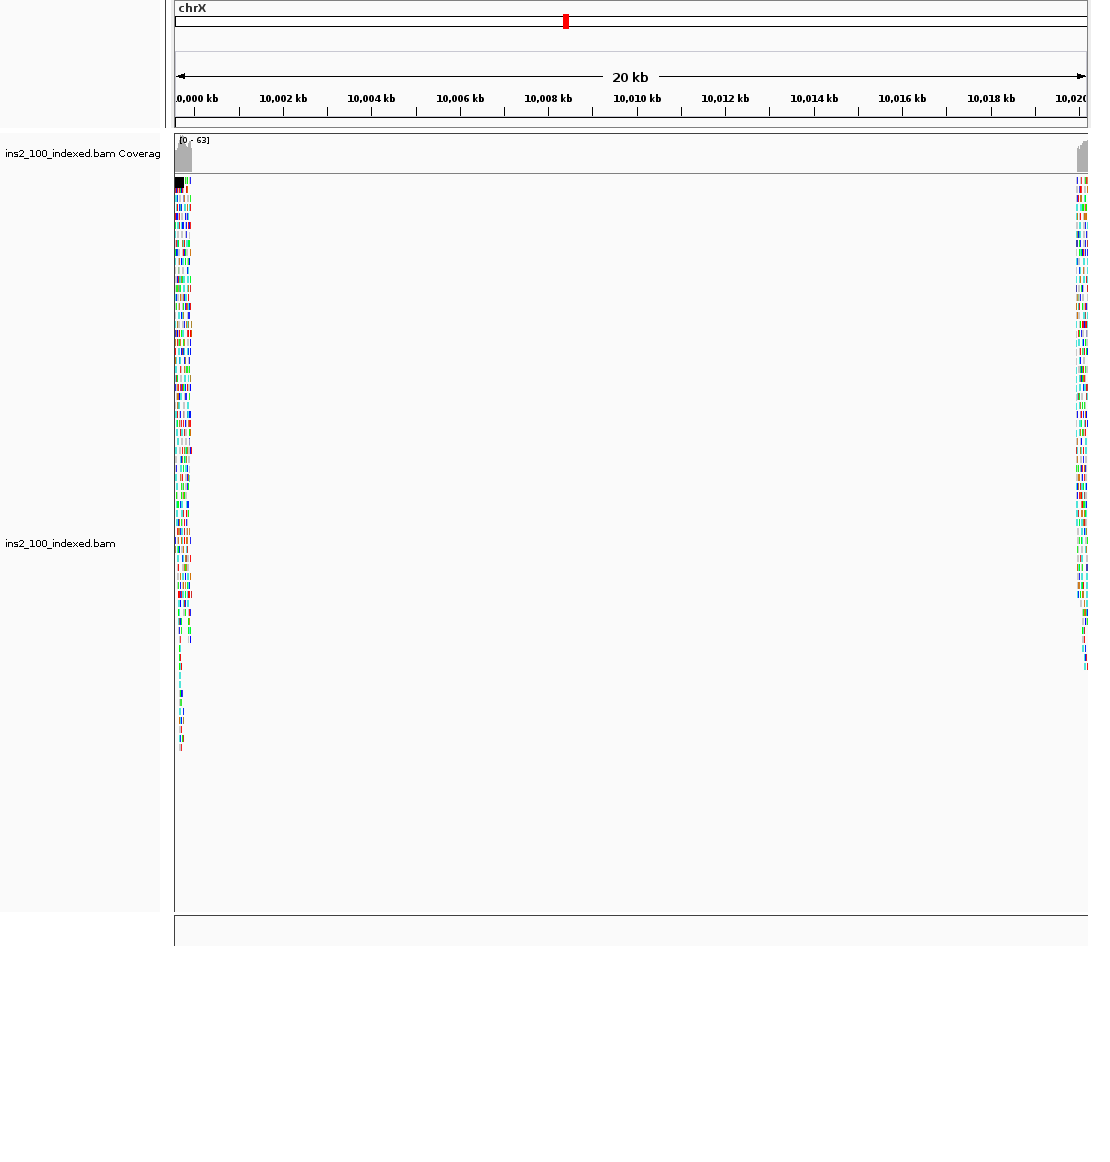 chrX
20 kb
0,000 kb 10,002 kb 10,004 kb 10,006 kb 10,008 kb 10,010 kb 10,012 kb 10,014 kb 10,016 kb 10,018 kb 10,020
[0 - 63]
ins2_100_indexed.bam Coverag
ins2_100_indexed.bam